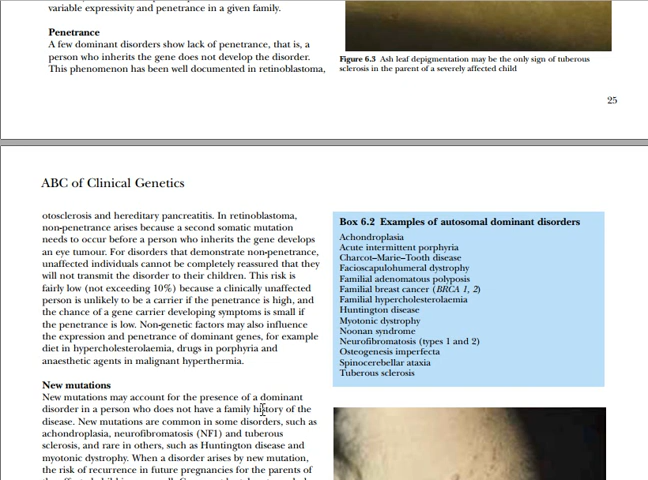 variable expressivity and penetrance in a given family.
Penetrance
A few dominant disorders show lack of penetrance, that is, a
person who inherits the gene does not develop the disorder.
This phenomenon has been well documented in retinoblastoma,
Figure 6.3 Ash leaf depigmentation may be the only sign of tuberous
sclerosis in the parent of a severely affected child
25
ABC of Clinical Genetics
otosclerosis and hereditary pancreatitis. In retinoblastoma,
non-penetrance arises because a second somatic mutation
needs to occur before a person who inherits the gene develops
an eye tumour. For disorders that demonstrate non-penetrance,
unaffected individuals cannot be completely reassured that they
will not transmit the disorder to their children. This risk is
fairly low (not exceeding 10%) because a clinically unaffected
person is unlikely to be a carrier if the penetrance is high, and
the chance of a gene carrier developing symptoms is small if
the penetrance is low. Non-genetic factors may also influence
the expression and penetrance of dominant genes, for example
diet in hypercholesterolaemia, drugs in porphyria and
anaesthetic agents in malignant hyperthermia.
New mutations
New mutations may account for the presence of a dominant
disorder in a person who does not have a family history of the
disease. New mutations are common in some disorders, such as
achondroplasia, neurofibromatosis (NF1) and tuberous
sclerosis, and rare in others, such as Huntington disease and
myotonic dystrophy. When a disorder arises by new mutation,
the risk of recurrence in future pregnancies for the parents of
Box 6.2 Examples of autosomal dominant disorders
Achondroplasia
Acute intermittent porphyria
Charcot–Marie–Tooth disease
Facioscapulohumeral dystrophy
Familial adenomatous polyposis
Familial breast cancer (BRCA 1, 2)
Familial hypercholesterolaemia
Huntington disease
Myotonic dystrophy
Noonan syndrome
Neurofibromatosis (types 1 and 2)
Osteogenesis imperfecta
Spinocerebellar ataxia
Tuberous sclerosis